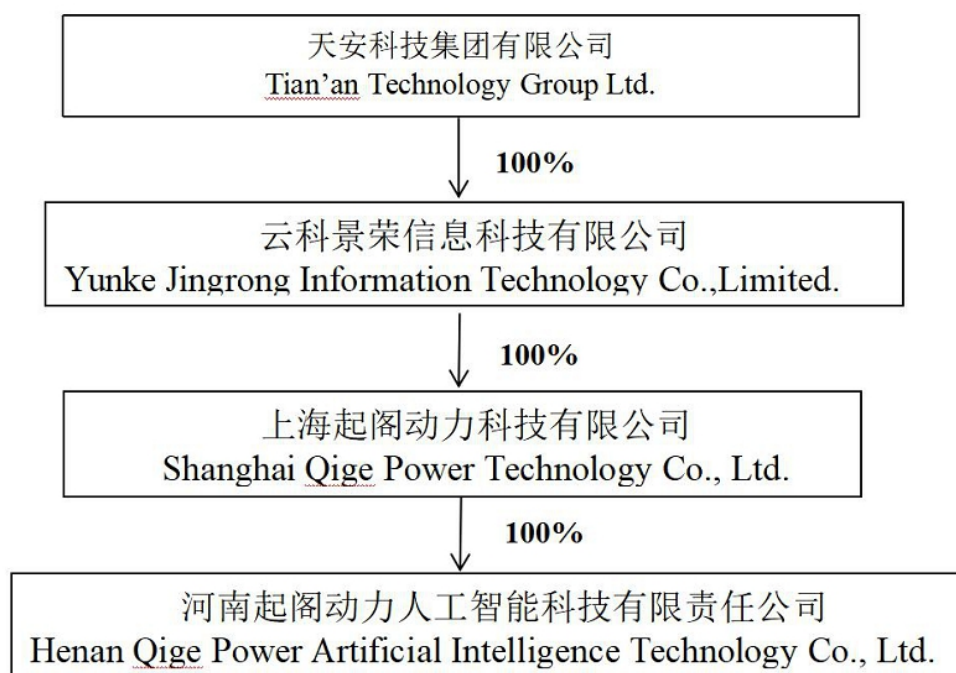 天安科技集团有限公司
Tian’an Technology Group Ltd.
100%
云科景荣信息科技有限公司
Yunke Jingrong Information Technology Co.,Limited.
100%
上海起阁动力科技有限公司
Shanghai Qige Power Technology Co., Ltd.
100%
河南起阁动力人工智能科技有限责任公司
Henan Qige Power Artificial Intelligence Technology Co., Ltd.